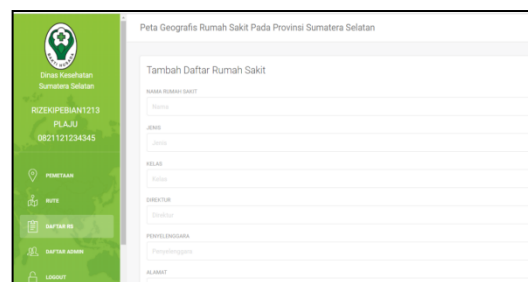 Dinas Kesehatan
Sumatera Selatan
RIZEKIPEBIAN1213
PLAJU
0821121234345
PEMETAAN
RUTE
DAFTAR RS
DAFTAR ADMIN
LOGOUT
Peta Geografis Rumah Sakit Pada Provinsi Sumatera Selatan
Tambah Daftar Rumah Sakit
NAMA RUMAH SAKIT
Nama
JENIS
Jenis
KELAS
Kelas
DIREKTUR
Direktur
PENYELENGGARA
Penyelenggara
ALAMAT